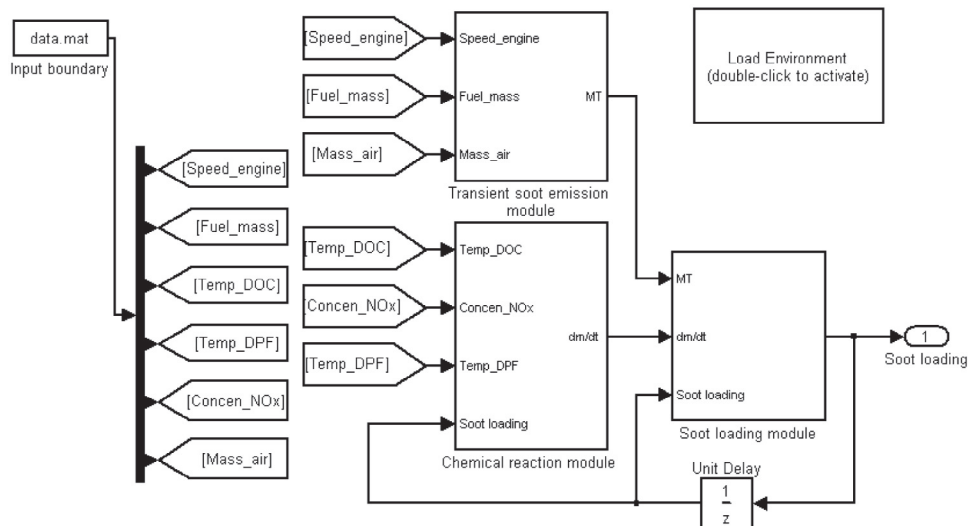 data.mat
Input boundary
[Speed_engine]
[Fuel_mass]
[Temp_DOC]
[Temp_DPF]
[Concen_NOx]
[Mass_air]
[Speed_engine]
[Fuel_mass]
[Mass_air]
Speed_engine
Fuel_mass
Mass_air
MT
Transient soot emission
module
[Temp_DOC]
[Concen_NOx]
[Temp_DPF]
Temp_DOC
Concen_NOx
Temp_DPF
Soot loading
dm/dt
Chemical reaction module
Load Environment
(double-click to activate)
MT
dm/dt
Soot loading
Soot loading module
1
Soot loading
Unit Delay
1
z